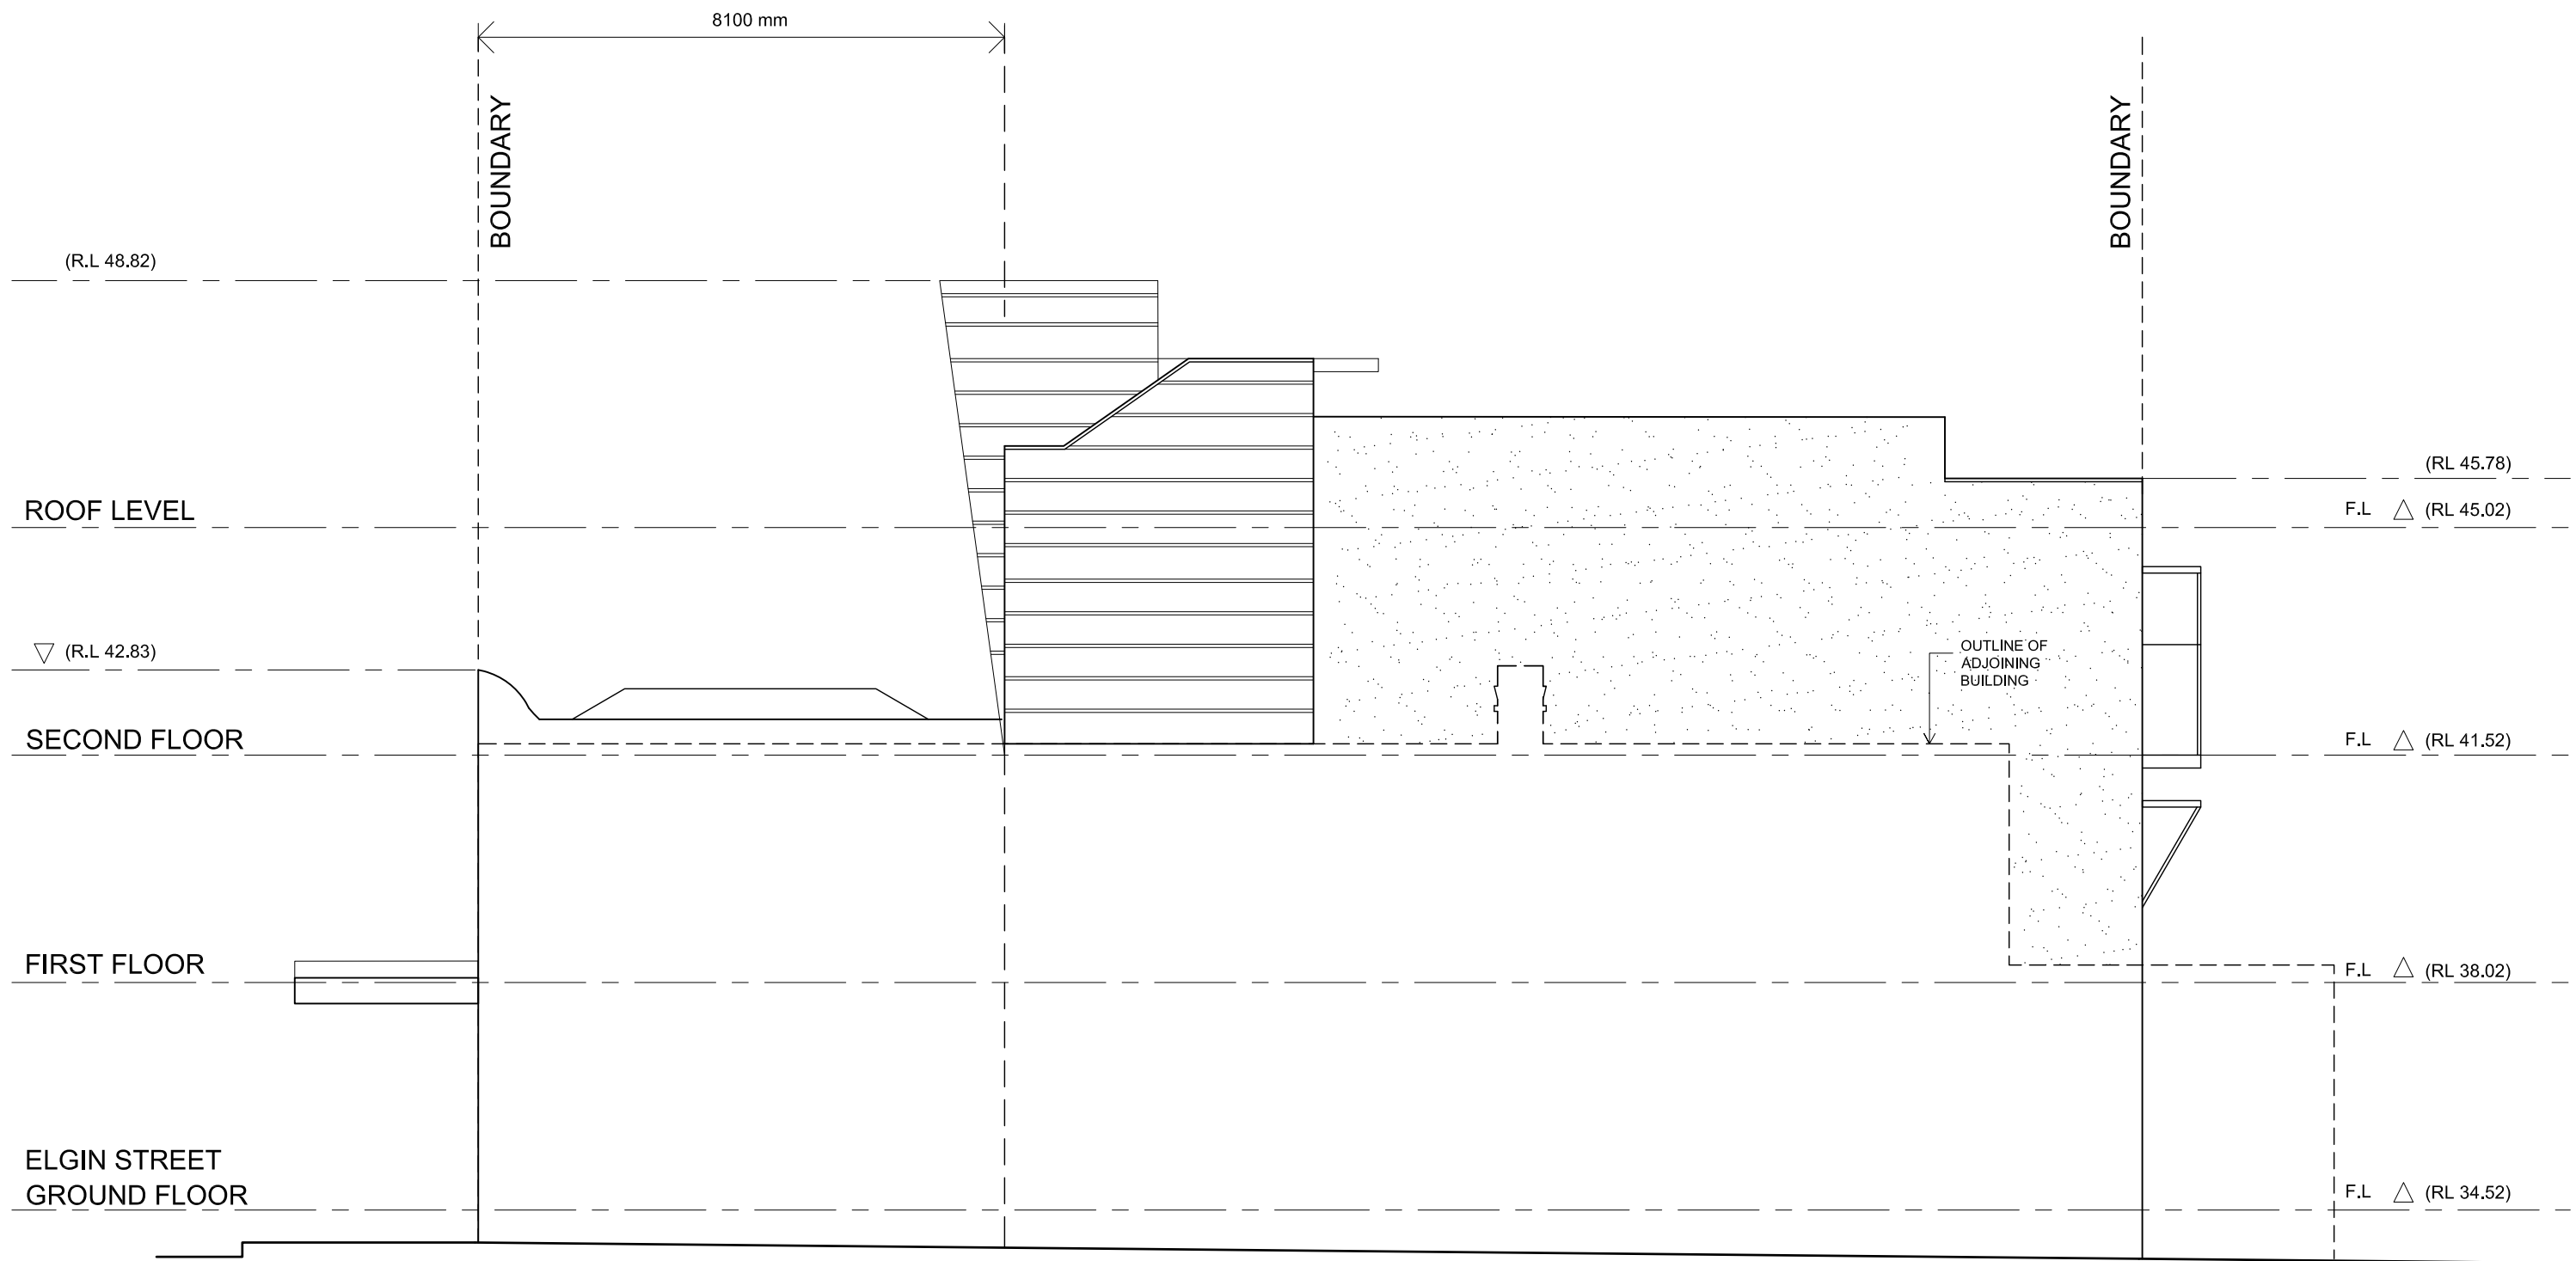 8100 mm
BOUNDARY
BOUNDARY
(R.L 48.82)
(RL 45.78)
ROOF LEVEL
F.L (RL 45.02)
(R.L 42.83)
OUTLINE OF
ADJOINING
BUILDING
SECOND FLOOR
F.L (RL 41.52)
FIRST FLOOR
F.L (RL 38.02)
ELGIN STREET
GROUND FLOOR
F.L (RL 34.52)